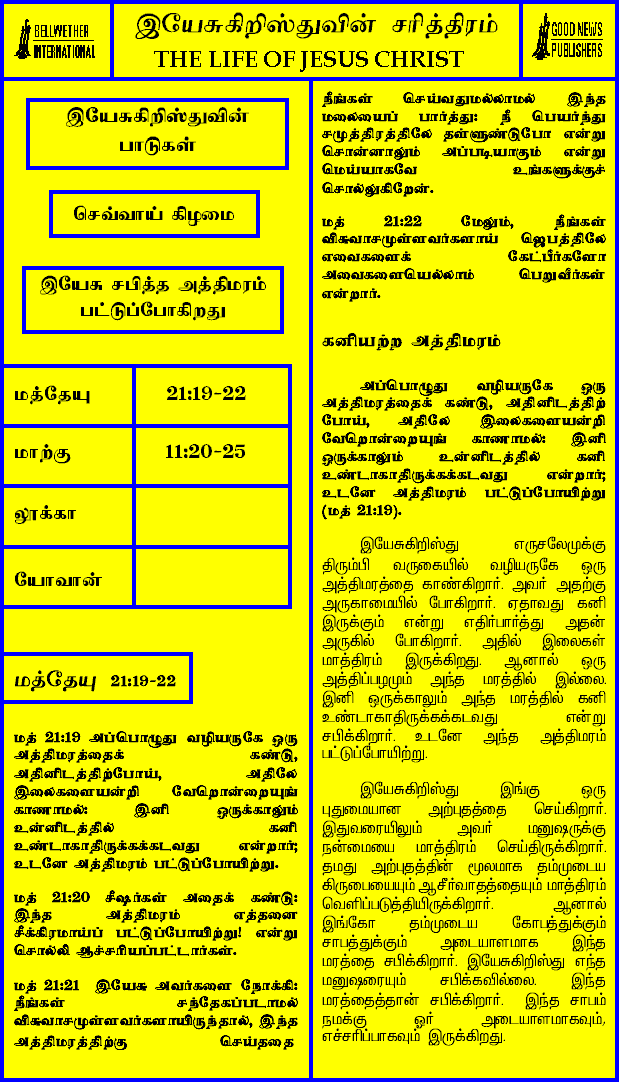 BELLWETHER
INTERNATIONAL
இயேசுகிறிஸ்துவின் சரித்திரம்
THE LIFE OF JESUS CHRIST
GOOD NEWS
PUBLISHERS
இயேசுகிறிஸ்துவின்
பாடுகள்
செவ்வாய் கிழமை
இயேசு சபித்த அத்திமரம்
பட்டுப்போகிறது
மத்தேயு 21:19-22
மாற்கு 11:20-25
லூக்கா
யோவான்
மத்தேயு 21:19-22
மத் 21:19 அப்பொழுது வழியருகே ஒரு
அத்திமரத்தைக் கண்டு,
அதினிடத்திற்போய், அதிலே
இலைகளையன்றி வேறொன்றையுங்
காணாமல்: இனி ஒருக்காலும்
உன்னிடத்தில் கனி
உண்டாகாதிருக்கக்கடவது என்றார்;
உடனே அத்திமரம் பட்டுப்போயிற்று.
மத் 21:20 சீஷர்கள் அதைக் கண்டு:
இந்த அத்திமரம் எத்தனை
சீக்கிரமாய்ப் பட்டுப்போயிற்று! என்று
சொல்லி ஆச்சரியப்பட்டார்கள்.
மத் 21:21 இயேசு அவர்களை நோக்கி:
நீங்கள் சந்தேகப்படாமல்
விசுவாசமுள்ளவர்களாயிருந்தால், இந்த
அத்திமரத்திற்கு செய்ததை
நீங்கள் செய்வதுமல்லாமல் இந்த
மலையைப் பார்த்து: நீ பெயர்ந்து
சமுத்திரத்திலே தள்ளுண்டுபோ என்று
சொன்னாலும் அப்படியாகும் என்று
மெய்யாகவே உங்களுக்குச்
சொல்லுகிறேன்.
மத் 21:22 மேலும், நீங்கள்
விசுவாசமுள்ளவர்களாய் ஜெபத்திலே
எவைகளைக் கேட்பீர்களோ
அவைகளையெல்லாம் பெறுவீர்கள்
என்றார்.
கனியற்ற அத்திமரம்
அப்பொழுது வழியருகே ஒரு
அத்திமரத்தைக் கண்டு, அதினிடத்திற்
போய், அதிலே இலைகளையன்றி
வேறொன்றையுங் காணாமல்: இனி
ஒருக்காலும் உன்னிடத்தில் கனி
உண்டாகாதிருக்கக்கடவது என்றார்;
உடனே அத்திமரம் பட்டுப்போயிற்று
(மத் 21:19).
இயேசுகிறிஸ்து எருசலேமுக்கு
திரும்பி வருகையில் வழியருகே ஒரு
அத்திமரத்தை காண்கிறார். அவர் அதற்கு
அருகாமையில் போகிறார். ஏதாவது கனி
இருக்கும் என்று எதிர்பார்த்து அதன்
அருகில் போகிறார். அதில் இலைகள்
மாத்திரம் இருக்கிறது. ஆனால் ஒரு
அத்திப்பழமும் அந்த மரத்தில் இல்லை.
இனி ஒருக்காலும் அந்த மரத்தில் கனி
உண்டாகாதிருக்கக்கடவது என்று
சபிக்கிறார். உடனே அந்த அத்திமரம்
பட்டுப்போயிற்று.
இயேசுகிறிஸ்து இங்கு ஒரு
புதுமையான அற்புதத்தை செய்கிறார்.
இதுவரையிலும் அவர் மனுஷருக்கு
நன்மையை மாத்திரம் செய்திருக்கிறார்.
தமது அற்புதத்தின் மூலமாக தம்முடைய
கிருபையையும் ஆசீர்வாதத்தையும் மாத்திரம்
வெளிப்படுத்தியிருக்கிறார். ஆனால்
இங்கோ தம்முடைய கோபத்துக்கும்
சாபத்துக்கும் அடையாளமாக இந்த
மரத்தை சபிக்கிறார். இயேசுகிறிஸ்து எந்த
மனுஷரையும் சபிக்கவில்லை. இந்த
மரத்தைத்தான் சபிக்கிறார். இந்த சாபம்
நமக்கு ஓர் அடையாளமாகவும்,
எச்சரிப்பாகவும் இருக்கிறது.